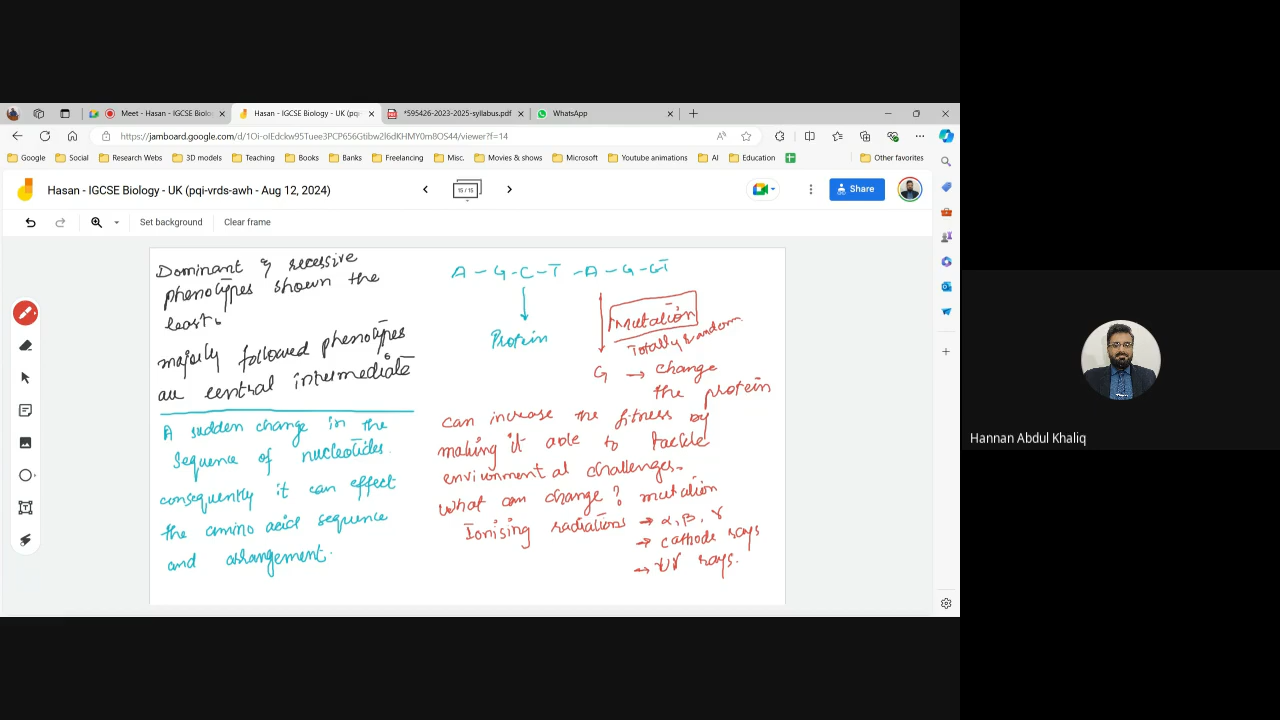 Meet - Hasan - IGCSE Biolo
Hasan - IGCSE Biology - UK (pqi
*595426-2023-2025-syllabus.pdf
WhatsApp
Google
Social
Research Webs
3D models
Teaching
Books
Banks
Freelancing
Misc.
Movies & shows
Microsoft
Youtube animations
AI
Education
Other favorites
Hasan - IGCSE Biology - UK (pqi-vrds-awh - Aug 12, 2024)
15 / 15
Share
Set background
Clear frame
Dominant & recessive
phenotypes shown the
least.
majorly followed phenotypes
are central intermediate
A sudden change in the
sequence of nucleotides.
consequently it can effect
the amino acid sequence
and arrangement.
A - G - C - T - A - G - GT
Protein
Mutation
Totally random
G → change
the protein
can increase the fitness by
making it able to tackle
environmental challenges.
what can change? mutation
Ionising radiations → α, β, γ
→ cathode rays
→ rays.
Hannan Abdul Khaliq